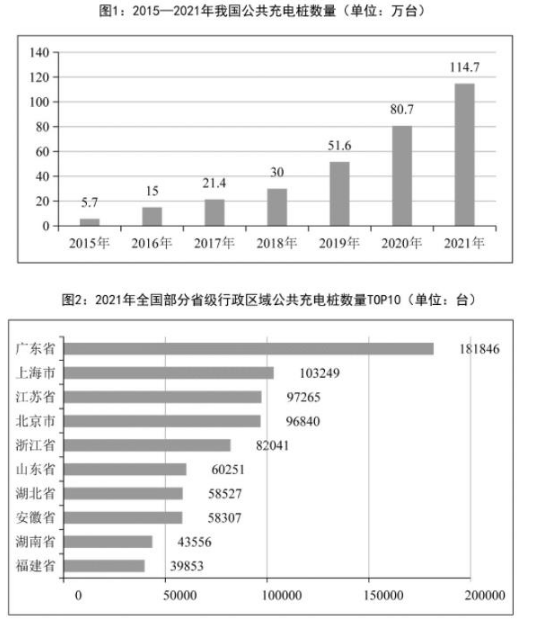 图1：2015—2021年我国公共充电桩数量（单位：万台）
140
120
100
80
60
40
20
0
5.7
15
21.4
30
51.6
80.7
114.7
2015年 2016年 2017年 2018年 2019年 2020年 2021年
图2：2021年全国部分省级行政区域公共充电桩数量TOP10（单位：台）
广东省 181846
上海市 103249
江苏省 97265
北京市 96840
浙江省 82041
山东省 60251
湖北省 58527
安徽省 58307
湖南省 43556
福建省 39853
0 50000 100000 150000 200000